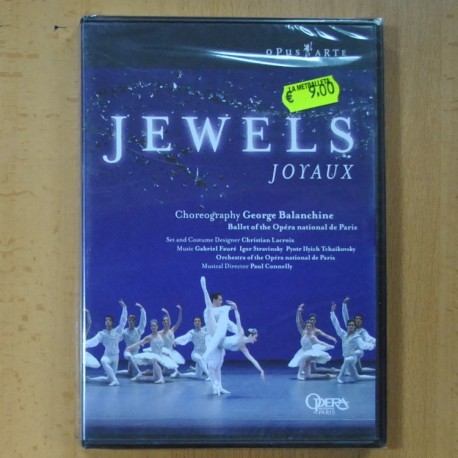 OPUS ARTE
LA METRALLETA
€ 9,00
JEWELS
JOYAUX
Choreography George Balanchine
Ballet of the Opéra national de Paris
Set and Costume Designer Christian Lacroix
Music Gabriel Fauré Igor Stravinsky Pyotr Ilyich Tchaikovsky
Orchestra of the Opéra national de Paris
Musical Director Paul Connelly
OPERA
PARIS